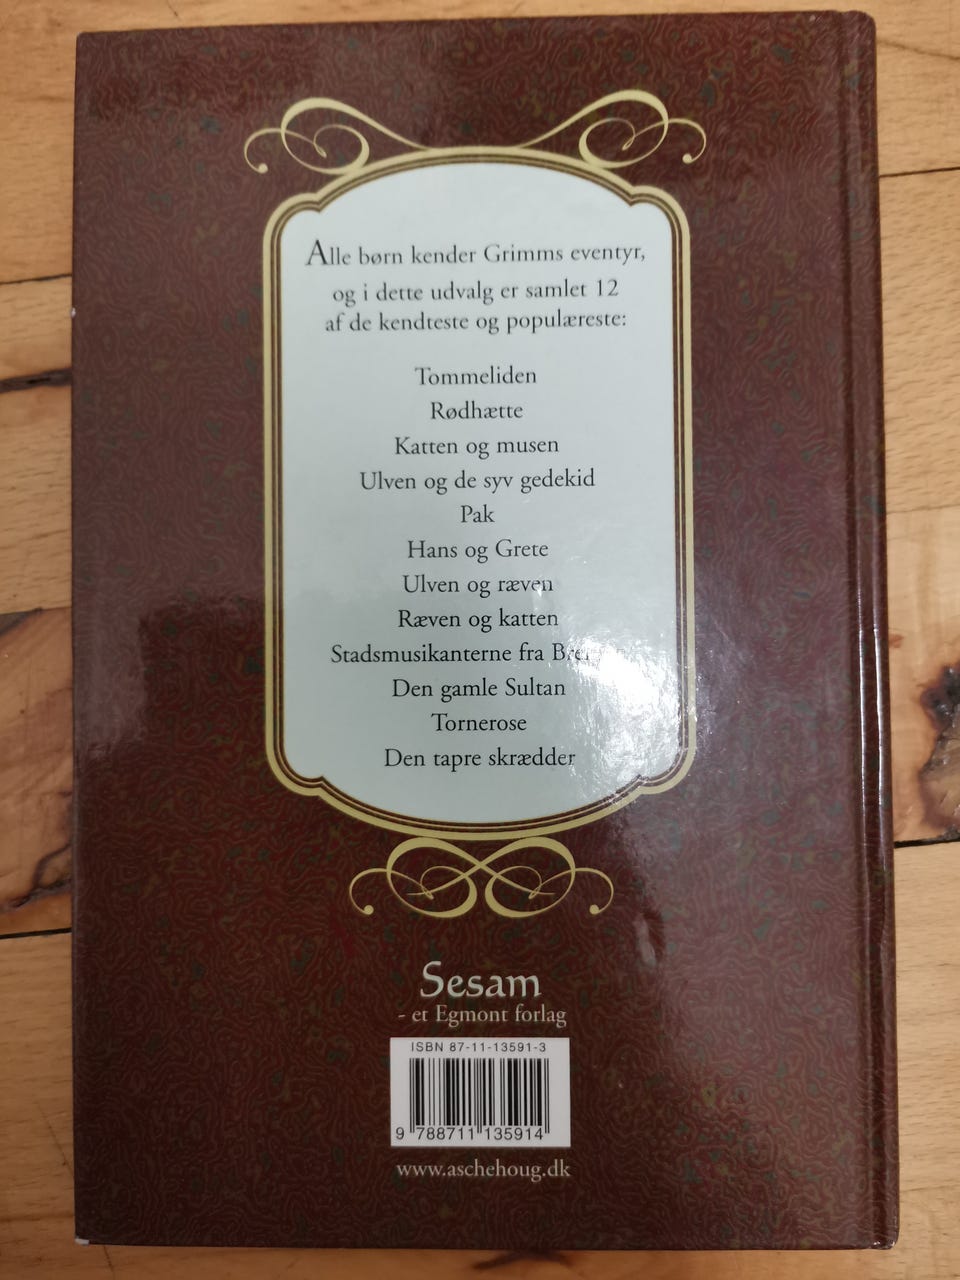 Alle børn kender Grimms eventyr,
og i dette udvalg er samlet 12
af de kendteste og populæreste:
Tommeliden
Rødhætte
Katten og musen
Ulven og de syv gedekid
Pak
Hans og Grete
Ulven og ræven
Ræven og katten
Stadsmusikanterne fra
Den gamle Sultan
Tornerose
Den tapre skrædder
Sesam
- et Egmont forlag
ISBN 87-11-13591-3
9 788711 135914
www.aschehoug.dk